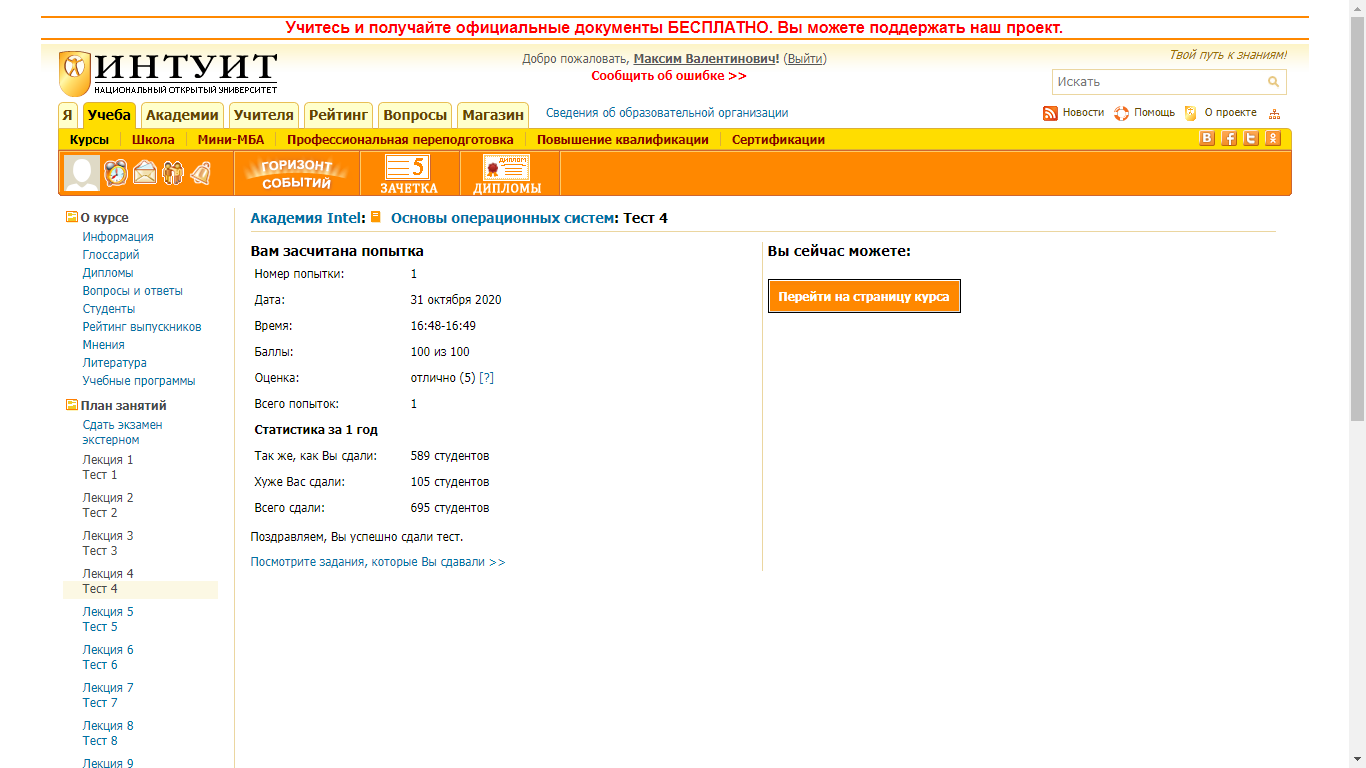 Учитесь и получайте официальные документы БЕСПЛАТНО. Вы можете поддержать наш проект.
ИНТУИТ
НАЦИОНАЛЬНЫЙ ОТКРЫТЫЙ УНИВЕРСИТЕТ
Добро пожаловать, Максим Валентинович! (Выйти)
Сообщить об ошибке >>
Твой путь к знаниям!
Искать
Я Учеба Академии Учителя Рейтинг Вопросы Магазин Сведения об образовательной организации
Новости Помощь О проекте
Курсы Школа Мини-МБА Профессиональная переподготовка Повышение квалификации Сертификации
ГОРИЗОНТ
СОБЫТИЙ
5
ЗАЧЕТКА
ДИПЛОМ
ДИПЛОМЫ
О курсе
Информация
Глоссарий
Дипломы
Вопросы и ответы
Студенты
Рейтинг выпускников
Мнения
Литература
Учебные программы
План занятий
Сдать экзамен
экстерном
Лекция 1
Тест 1
Лекция 2
Тест 2
Лекция 3
Тест 3
Лекция 4
Тест 4
Лекция 5
Тест 5
Лекция 6
Тест 6
Лекция 7
Тест 7
Лекция 8
Тест 8
Лекция 9
Академия Intel: Основы операционных систем: Тест 4
Вам засчитана попытка
Номер попытки: 1
Дата: 31 октября 2020
Время: 16:48-16:49
Баллы: 100 из 100
Оценка: отлично (5) [?]
Всего попыток: 1
Статистика за 1 год
Так же, как Вы сдали: 589 студентов
Хуже Вас сдали: 105 студентов
Всего сдали: 695 студентов
Поздравляем, Вы успешно сдали тест.
Посмотрите задания, которые Вы сдавали >>
Вы сейчас можете:
Перейти на страницу курса